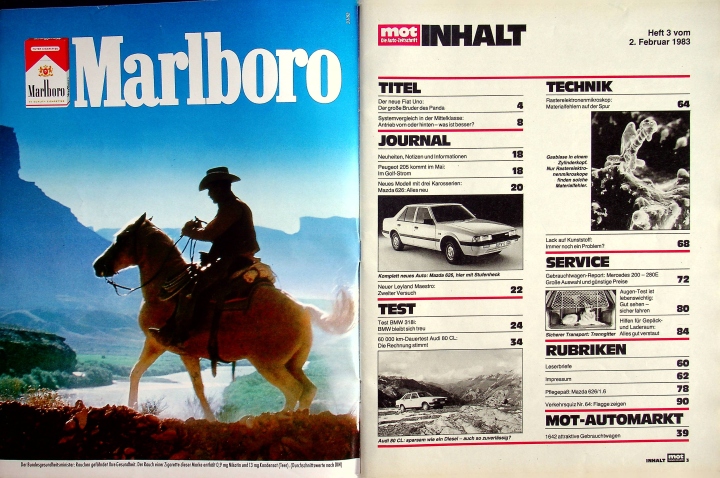 Marlboro
Marlboro
Der Bundesgesundheitsminister: Rauchen gefährdet Ihre Gesundheit. Der Rauch einer Zigarette dieser Marke enthält 0,9 mg Nikotin und 13 mg Kondensat (Teer). (Durchschnittswerte nach DIN)
mot
Die Auto-Zeitschrift
INHALT
Heft 3 vom
2. Februar 1983
TITEL
Der neue Fiat Uno:
Der große Bruder des Panda 4
Systemvergleich in der Mittelklasse:
Antrieb vorn oder hinten – was ist besser? 8
JOURNAL
Neuheiten, Notizen und Informationen 18
Peugeot 205 kommt im Mai:
Im Golf-Strom 18
Neues Modell mit drei Karosserien:
Mazda 626: Alles neu 20
Komplett neues Auto: Mazda 626, hier mit Stufenheck
Neuer Leyland Maestro:
Zweiter Versuch 22
TEST
Test BMW 318i:
BMW bleibt sich treu 24
60 000 km-Dauertest Audi 80 CL:
Die Rechnung stimmt 34
Audi 80 CL: sparsam wie ein Diesel – auch so zuverlässig?
TECHNIK
Rasterelektronenmikroskop:
Materialfehlern auf der Spur 64
Gasblase in einem
Zylinderkopf.
Nur Rasterelektro-
nenmikroskope
finden solche
Materialfehler.
Lack auf Kunststoff:
Immer noch ein Problem? 68
SERVICE
Gebrauchtwagen-Report: Mercedes 200 – 280E
Große Auswahl und günstige Preise 72
Augen-Test ist
lebenswichtig:
Gut sehen –
sicher fahren 80
Hilfen für Gepäck-
und Laderaum:
Alles gut verstaut 84
Sicherer Transport: Trenngitter
RUBRIKEN
Leserbriefe 60
Impressum 62
Pflegepaß: Mazda 626/1.6 78
Verkehrsquiz Nr. 64: Flagge zeigen 90
MOT-AUTOMARKT
1642 attraktive Gebrauchtwagen 39
INHALT mot 3